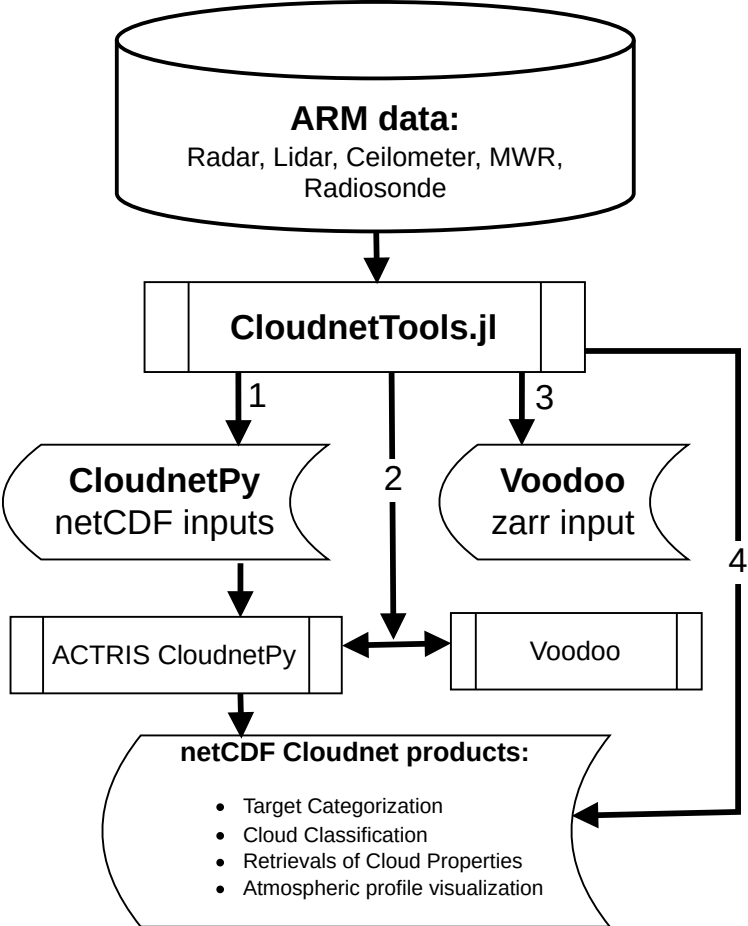 ARM data:
Radar, Lidar, Ceilometer, MWR,
Radiosonde
CloudnetTools.jl
1
3
2
CloudnetPy
netCDF inputs
Voodoo
zarr input
4
ACTRIS CloudnetPy
Voodoo
netCDF Cloudnet products:
• Target Categorization
• Cloud Classification
• Retrievals of Cloud Properties
• Atmospheric profile visualization